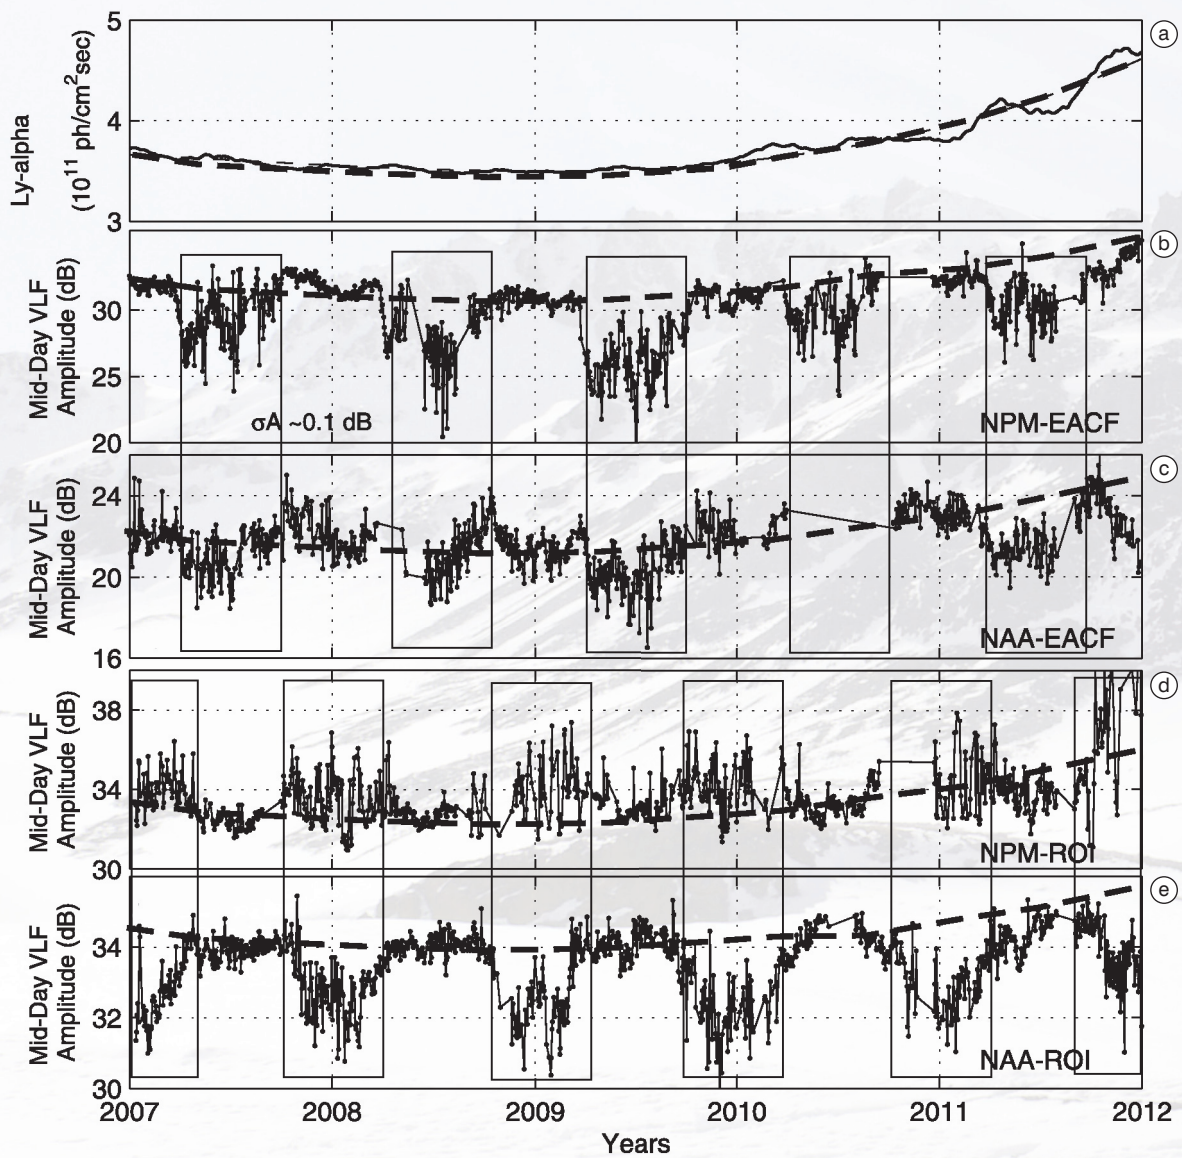 5
4
3
Ly-alpha
(10¹¹ ph/cm²sec)
a
30
25
20
Mid-Day VLF
Amplitude (dB)
σA ~0.1 dB
NPM-EACF
b
24
20
16
Mid-Day VLF
Amplitude (dB)
NAA-EACF
c
38
34
30
Mid-Day VLF
Amplitude (dB)
NPM-ROI
d
34
32
30
Mid-Day VLF
Amplitude (dB)
NAA-ROI
e
2007 2008 2009 2010 2011 2012
Years